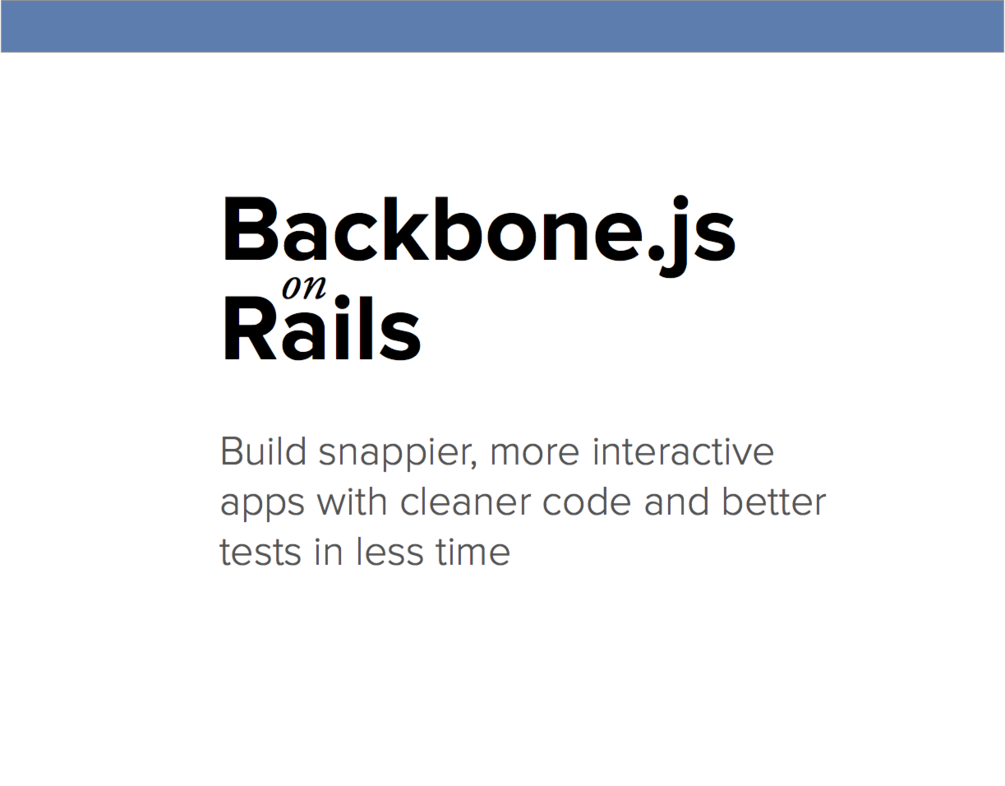 Backbone.js
on
Rails
Build snappier, more interactive
apps with cleaner code and better
tests in less time